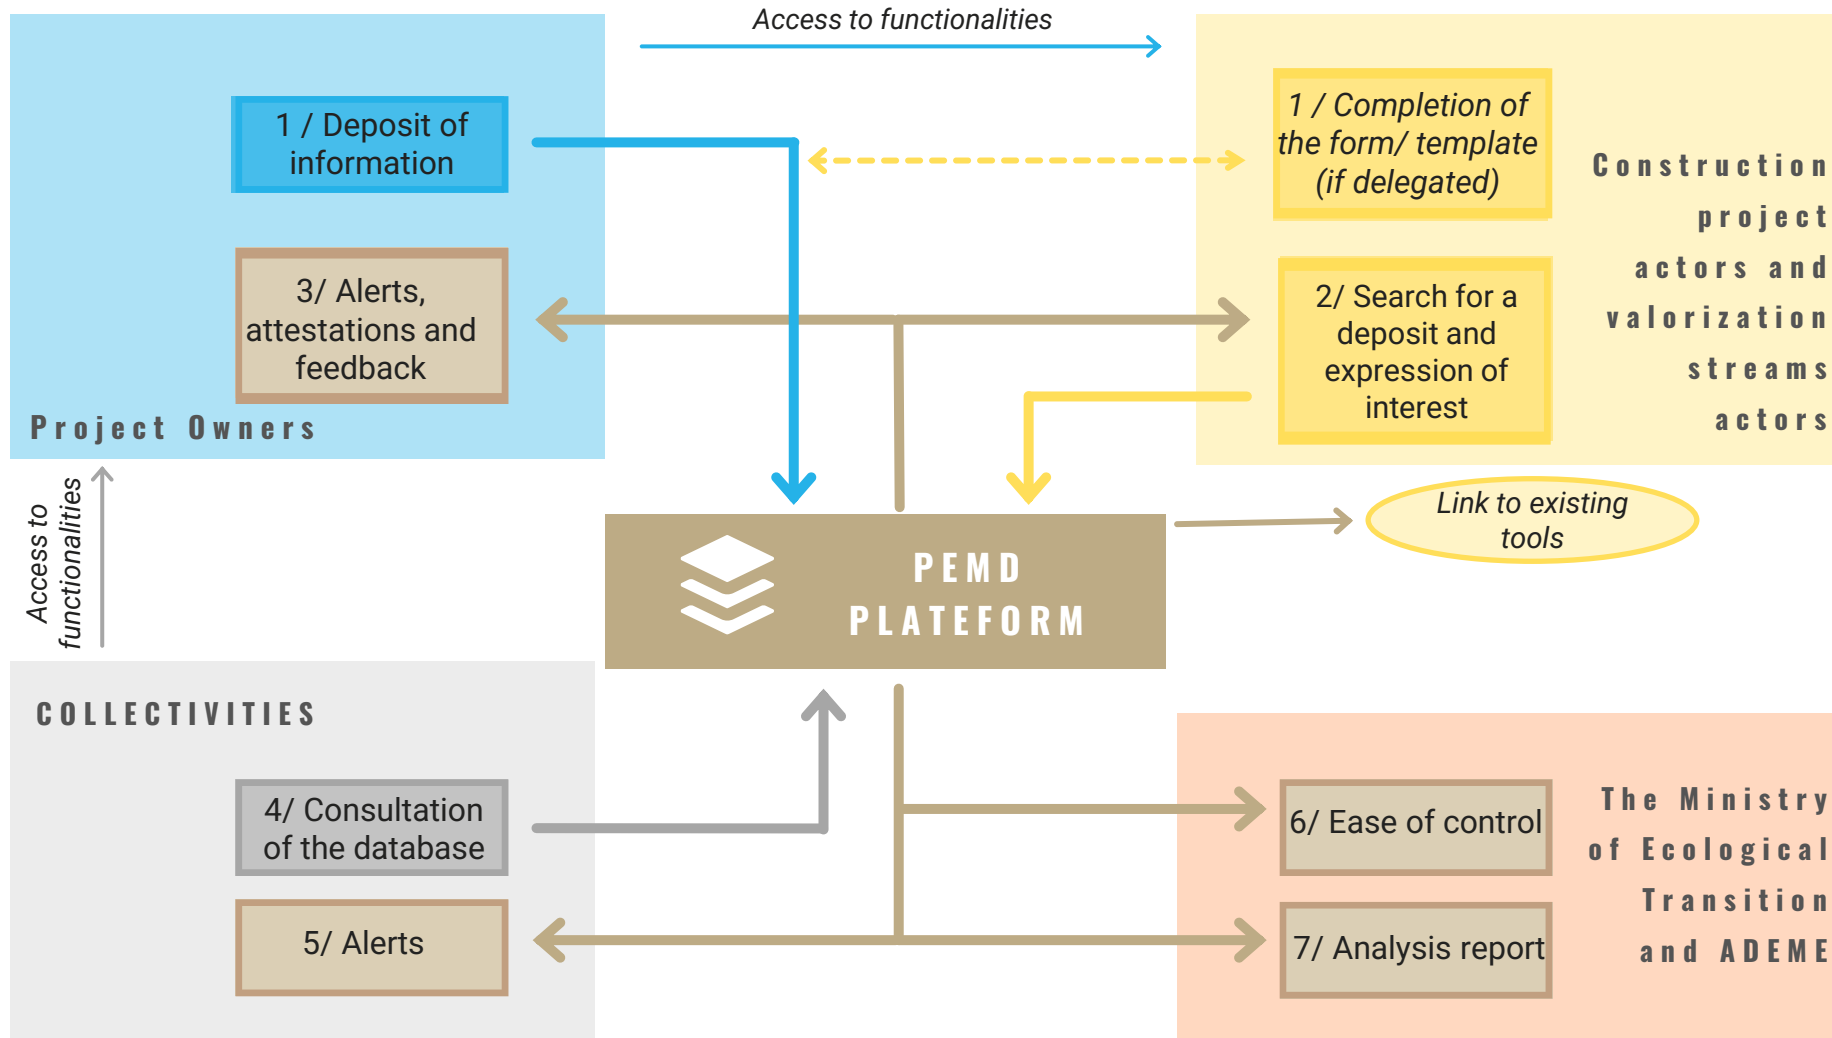 Access to functionalities
1 / Deposit of
information
3/ Alerts,
attestations and
feedback
Project Owners
1 / Completion of
the form/ template
(if delegated)
2/ Search for a
deposit and
expression of
interest
Construction
project
actors and
valorization
streams
actors
Access to
functionalities
Link to existing
tools
PEMD
PLATEFORM
COLLECTIVITIES
4/ Consultation
of the database
5/ Alerts
6/ Ease of control
7/ Analysis report
The Ministry
of Ecological
Transition
and ADEME